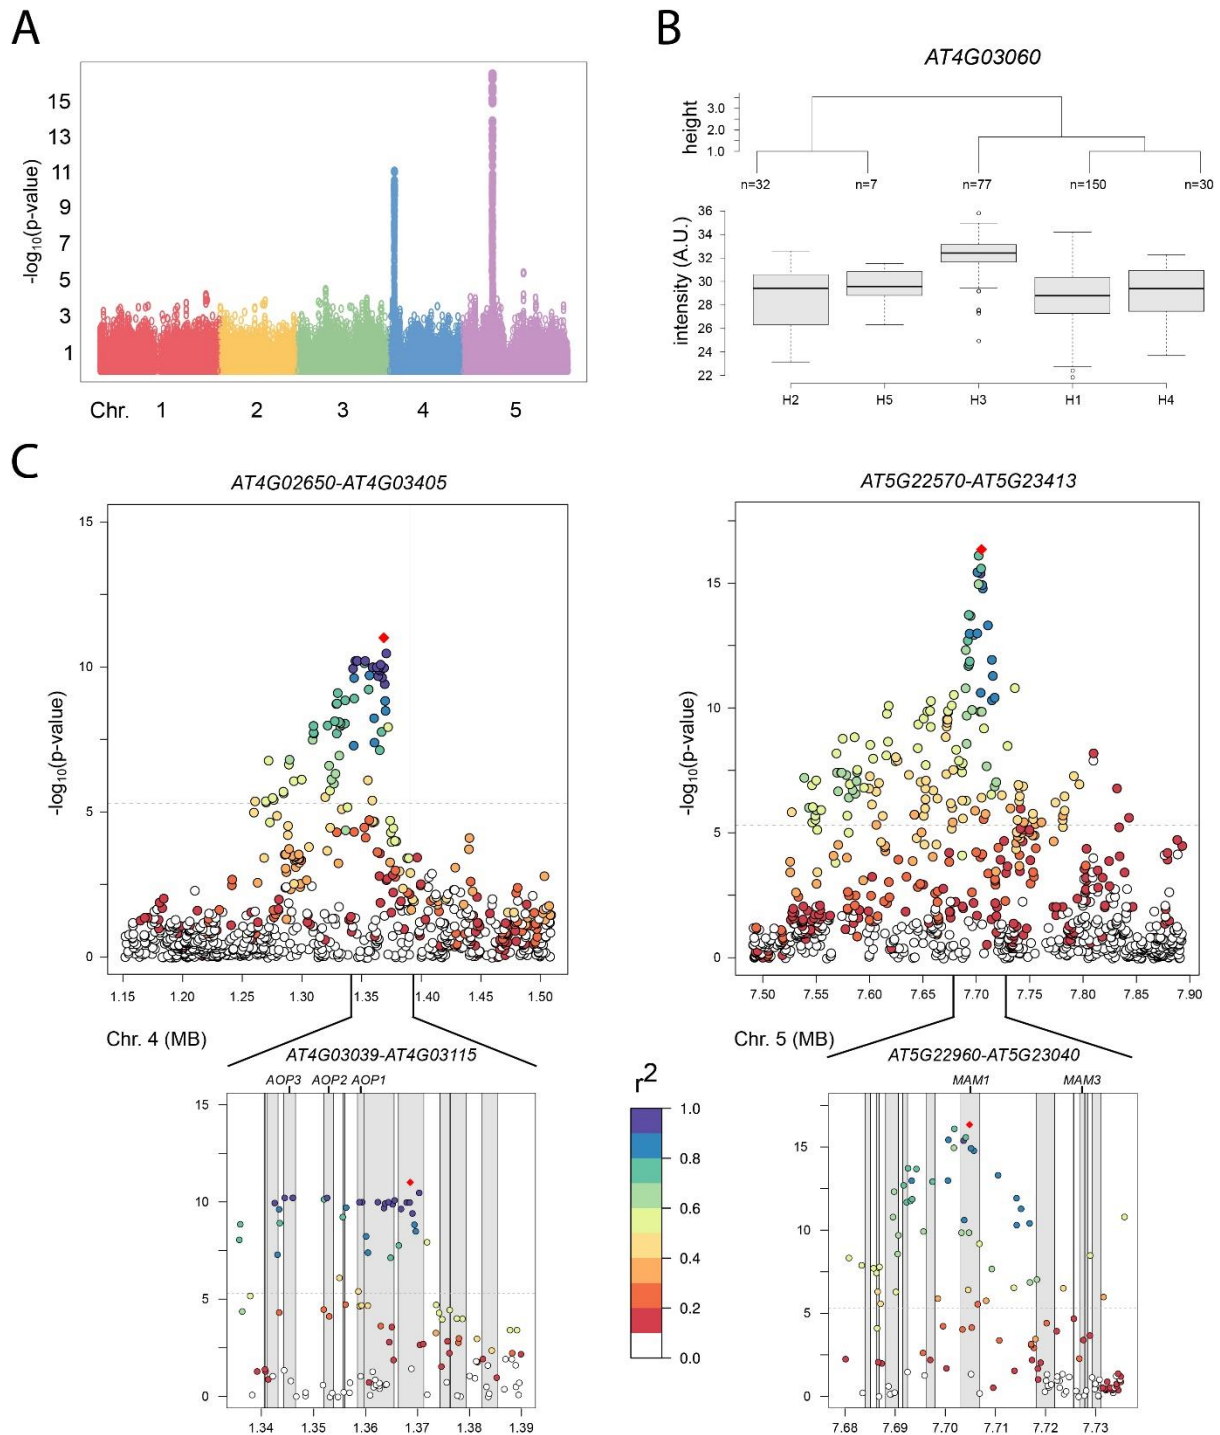 A
-log10(p-value)
15
13
11
9
7
5
3
1
Chr. 1 2 3 4 5
B
AT4G03060
height
3.0
2.0
1.0
n=32 n=7 n=77 n=150 n=30
intensity (A.U.)
36
34
32
30
28
26
24
22
H2 H5 H3 H1 H4
C
AT4G02650-AT4G03405
-log10(p-value)
15
10
5
0
1.15 1.20 1.25 1.30 1.35 1.40 1.45 1.50
Chr. 4 (MB)
AT5G22570-AT5G23413
-log10(p-value)
15
10
5
0
7.50 7.55 7.60 7.65 7.70 7.75 7.80 7.85 7.90
Chr. 5 (MB)
AT4G03039-AT4G03115
AOP3 AOP2 AOP1
15
10
5
0
1.34 1.35 1.36 1.37 1.38 1.39
r2
1.0
0.8
0.6
0.4
0.2
0.0
AT5G22960-AT5G23040
MAM1 MAM3
15
10
5
0
7.68 7.69 7.70 7.71 7.72 7.73